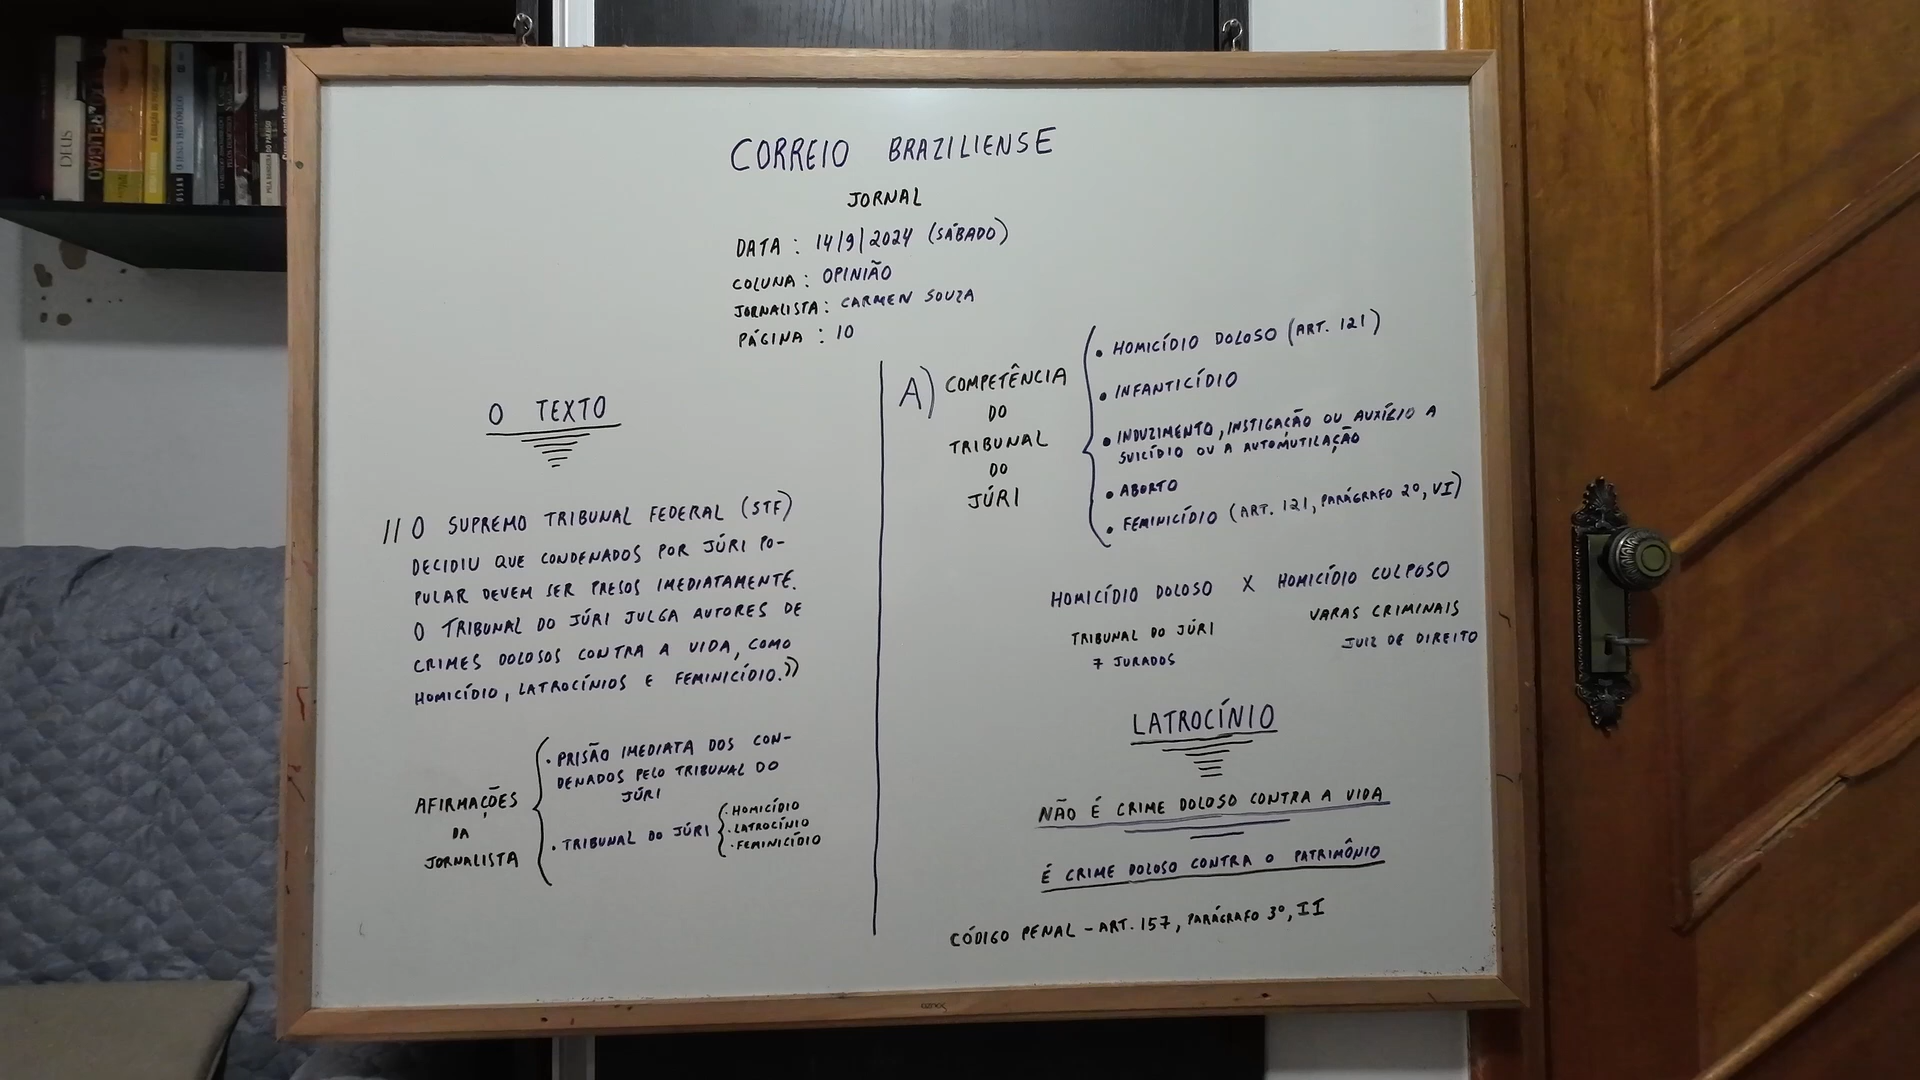 CORREIO BRAZILIENSE
JORNAL
DATA : 14/9/2024 (SÁBADO)
COLUNA : OPINIÃO
JORNALISTA : CARMEN SOUZA
PÁGINA : 10
O TEXTO
"O SUPREMO TRIBUNAL FEDERAL (STF)
DECIDIU QUE CONDENADOS POR JÚRI PO-
PULAR DEVEM SER PRESOS IMEDIATAMENTE.
O TRIBUNAL DO JÚRI JULGA AUTORES DE
CRIMES DOLOSOS CONTRA A VIDA, COMO
HOMICÍDIO, LATROCÍNIOS E FEMINICÍDIO."
AFIRMAÇÕES
DA
JORNALISTA
· PRISÃO IMEDIATA DOS CON-
DENADOS PELO TRIBUNAL DO
JÚRI
· TRIBUNAL DO JÚRI
· HOMICÍDIO
· LATROCÍNIO
· FEMINICÍDIO
A) COMPETÊNCIA
DO
TRIBUNAL
DO
JÚRI
• HOMICÍDIO DOLOSO (ART. 121)
• INFANTICÍDIO
• INDUZIMENTO, INSTIGAÇÃO OU AUXÍLIO A
SUICÍDIO OU A AUTOMUTILAÇÃO
• ABORTO
• FEMINICÍDIO (ART. 121, PARÁGRAFO 2º, VI)
HOMICÍDIO DOLOSO X HOMICÍDIO CULPOSO
TRIBUNAL DO JÚRI
7 JURADOS
VARAS CRIMINAIS
JUIZ DE DIREITO
LATROCÍNIO
NÃO É CRIME DOLOSO CONTRA A VIDA
É CRIME DOLOSO CONTRA O PATRIMÔNIO
CÓDIGO PENAL - ART. 157, PARÁGRAFO 3º, II
DEUS
RELIGIÃO